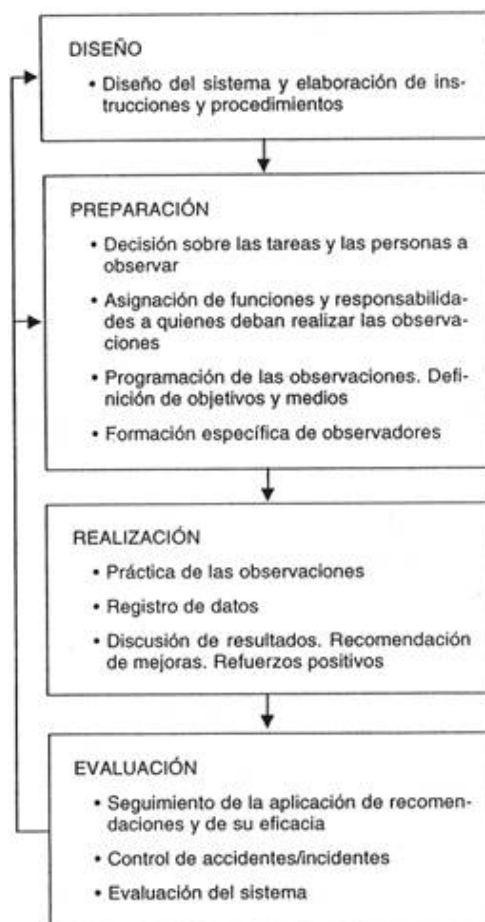 DISEÑO
• Diseño del sistema y elaboración de ins-
trucciones y procedimientos
PREPARACIÓN
• Decisión sobre las tareas y las personas a
observar
• Asignación de funciones y responsabilida-
des a quienes deban realizar las observa-
ciones
• Programación de las observaciones. Defi-
nición de objetivos y medios
• Formación específica de observadores
REALIZACIÓN
• Práctica de las observaciones
• Registro de datos
• Discusión de resultados. Recomendación
de mejoras. Refuerzos positivos
EVALUACIÓN
• Seguimiento de la aplicación de recomen-
daciones y de su eficacia
• Control de accidentes/incidentes
• Evaluación del sistema